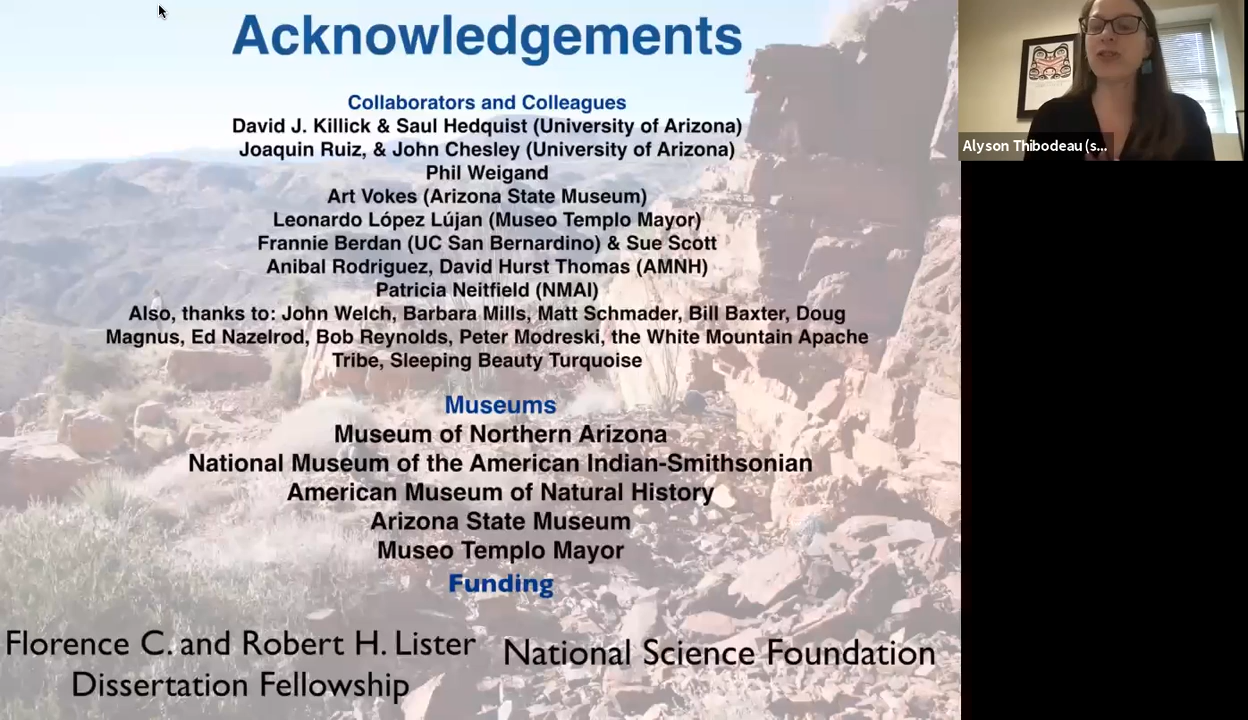 Acknowledgements
Collaborators and Colleagues
David J. Killick & Saul Hedquist (University of Arizona)
Joaquin Ruiz, & John Chesley (University of Arizona)
Phil Weigand
Art Vokes (Arizona State Museum)
Leonardo López Lújan (Museo Templo Mayor)
Frannie Berdan (UC San Bernardino) & Sue Scott
Anibal Rodriguez, David Hurst Thomas (AMNH)
Patricia Neitfield (NMAI)
Also, thanks to: John Welch, Barbara Mills, Matt Schmader, Bill Baxter, Doug
Magnus, Ed Nazelrod, Bob Reynolds, Peter Modreski, the White Mountain Apache
Tribe, Sleeping Beauty Turquoise
Museums
Museum of Northern Arizona
National Museum of the American Indian-Smithsonian
American Museum of Natural History
Arizona State Museum
Museo Templo Mayor
Funding
Florence C. and Robert H. Lister
Dissertation Fellowship
National Science Foundation
Alyson Thibodeau (s...